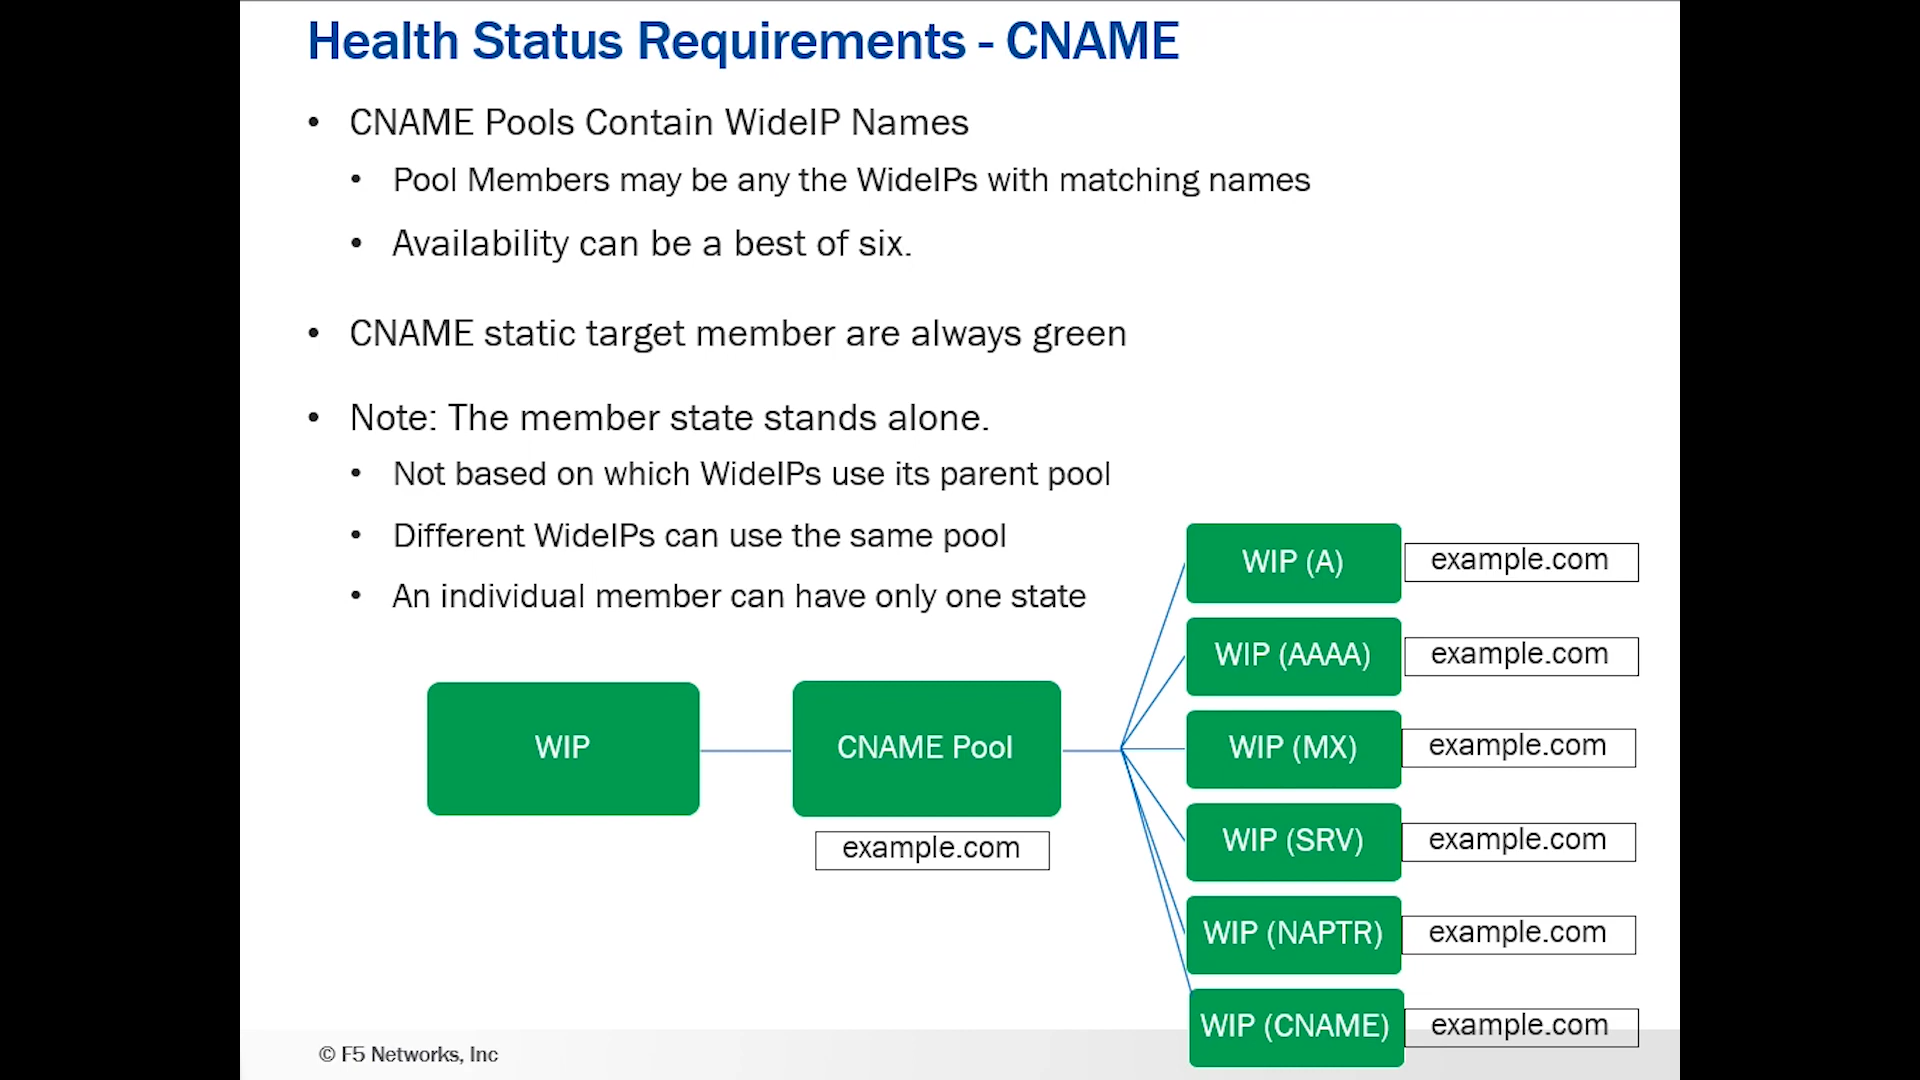 Health Status Requirements - CNAME
• CNAME Pools Contain WideIP Names
• Pool Members may be any the WideIPs with matching names
• Availability can be a best of six.
• CNAME static target member are always green
• Note: The member state stands alone.
• Not based on which WideIPs use its parent pool
• Different WideIPs can use the same pool
• An individual member can have only one state
WIP
CNAME Pool
example.com
WIP (A) example.com
WIP (AAAA) example.com
WIP (MX) example.com
WIP (SRV) example.com
WIP (NAPTR) example.com
WIP (CNAME) example.com
© F5 Networks, Inc